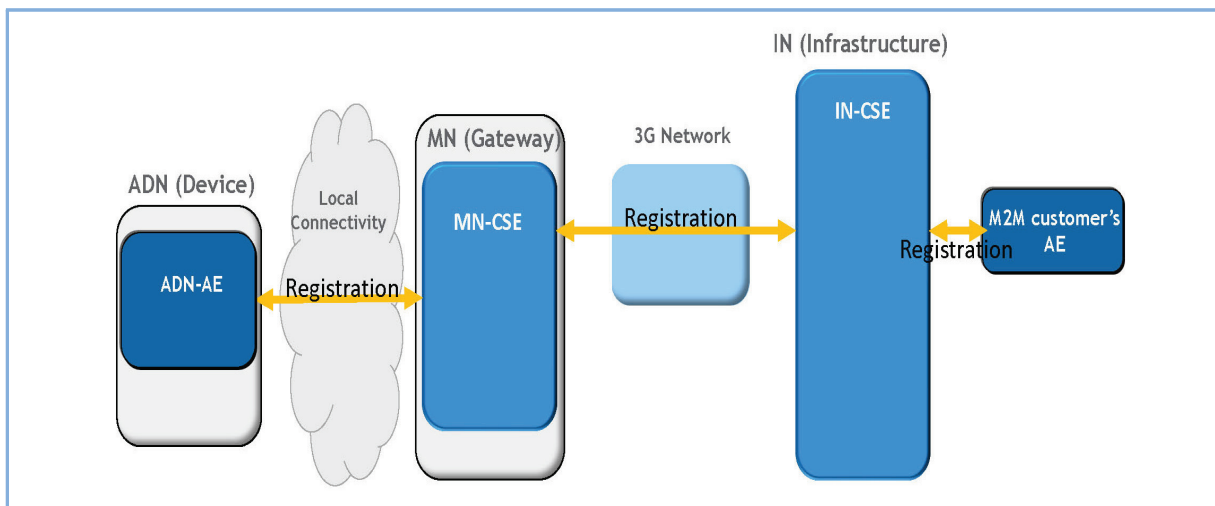 IN (Infrastructure)
IN-CSE
3G Network
MN (Gateway)
ADN (Device)
Local
Connectivity
MN-CSE
Registration
M2M customer's
AE
Registration
ADN-AE
Registration